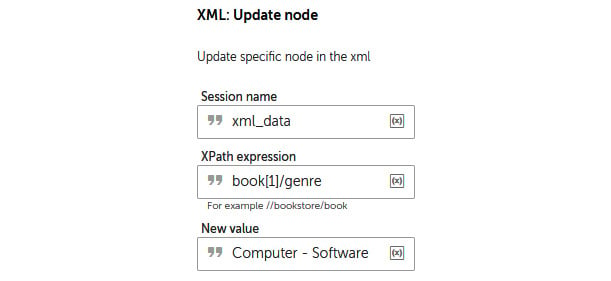 XML: Update node
Update specific node in the xml
Session name
" xml_data (x)
XPath expression
" book[1]/genre (x)
For example //bookstore/book
New value
" Computer - Software (x)